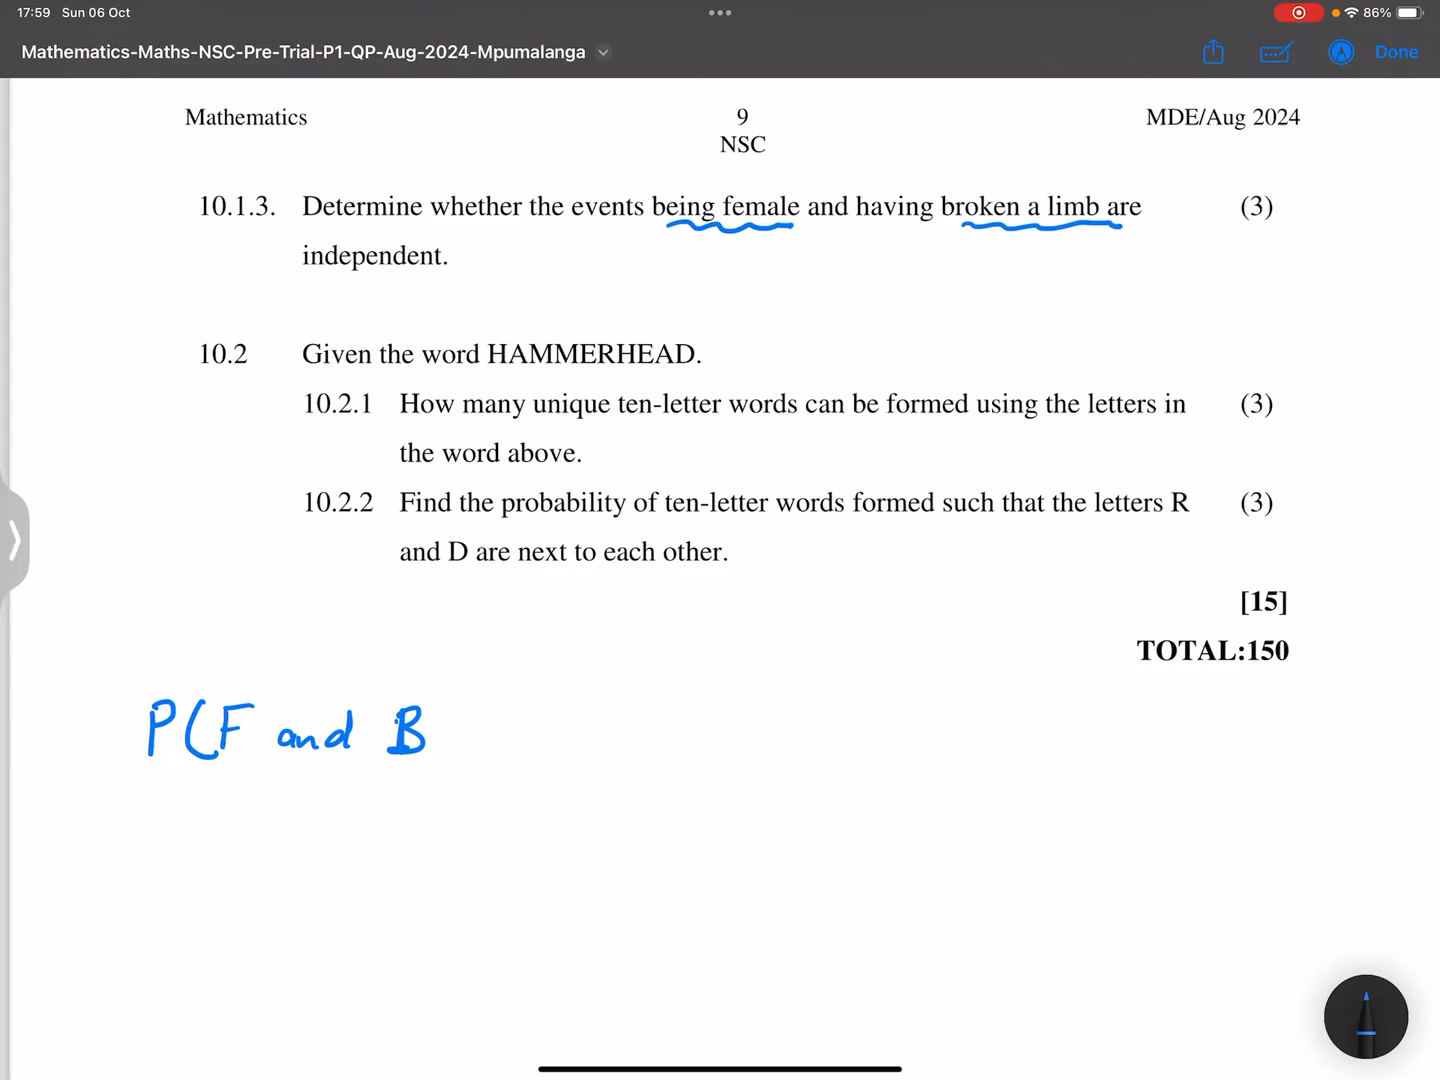 17:59 Sun 06 Oct
86%
Mathematics-Maths-NSC-Pre-Trial-P1-QP-Aug-2024-Mpumalanga
Done
Mathematics 9 MDE/Aug 2024
NSC
10.1.3. Determine whether the events being female and having broken a limb are (3)
independent.
10.2 Given the word HAMMERHEAD.
10.2.1 How many unique ten-letter words can be formed using the letters in (3)
the word above.
10.2.2 Find the probability of ten-letter words formed such that the letters R (3)
and D are next to each other.
[15]
TOTAL:150
P(F and B